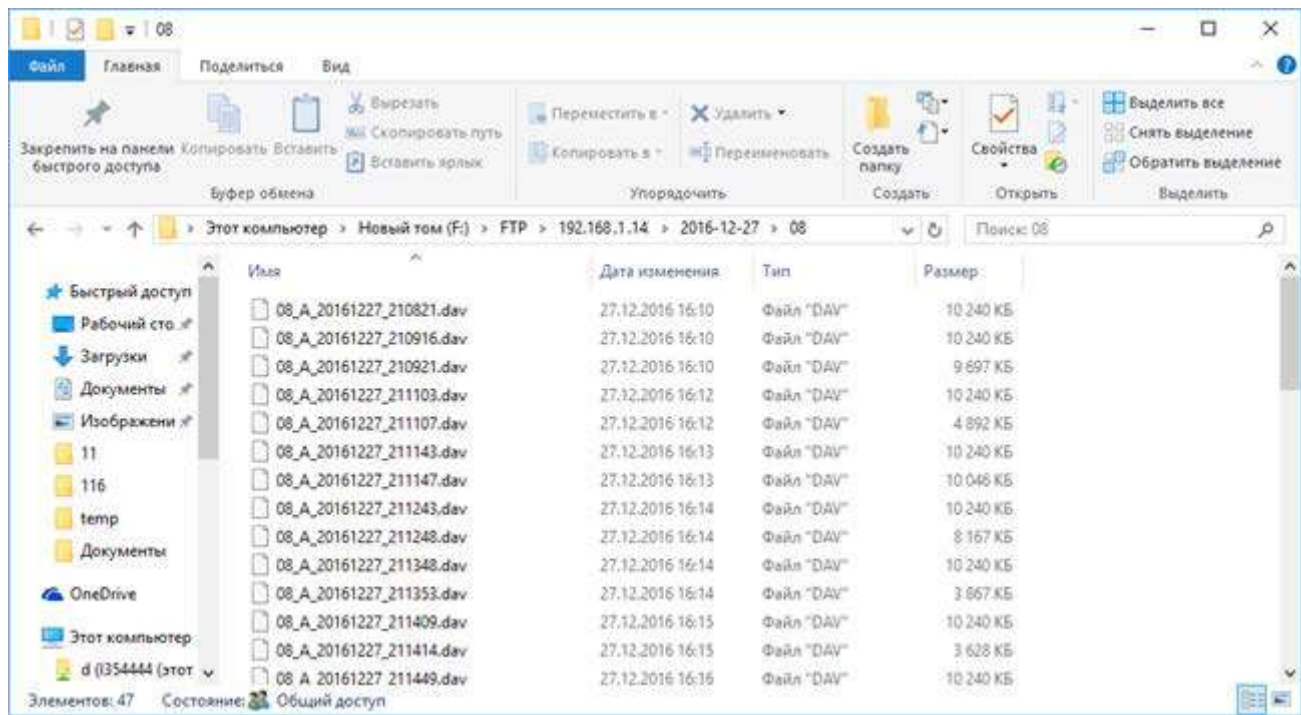 08
Файл Главная Поделиться Вид
Закрепить на панели быстрого доступа
Копировать
Вставить
Вырезать
Скопировать путь
Вставить ярлык
Переместить в
Копировать в
Удалить
Переименовать
Создать папку
Свойства
Выделить все
Снять выделение
Обратить выделение
Буфер обмена Упорядочить Создать Открыть Выделить
Этот компьютер > Новый том (F:) > FTP > 192.168.1.14 > 2016-12-27 > 08
Поиск: 08
Быстрый доступ
Рабочий сто
Загрузки
Документы
Изображени
11
116
temp
Документы
OneDrive
Этот компьютер
d (l354444 (этот
Имя Дата изменения Тип Размер
08_A_20161227_210821.dav 27.12.2016 16:10 Файл "DAV" 10 240 КБ
08_A_20161227_210916.dav 27.12.2016 16:10 Файл "DAV" 10 240 КБ
08_A_20161227_210921.dav 27.12.2016 16:10 Файл "DAV" 9 697 КБ
08_A_20161227_211103.dav 27.12.2016 16:12 Файл "DAV" 10 240 КБ
08_A_20161227_211107.dav 27.12.2016 16:12 Файл "DAV" 4 892 КБ
08_A_20161227_211143.dav 27.12.2016 16:13 Файл "DAV" 10 240 КБ
08_A_20161227_211147.dav 27.12.2016 16:13 Файл "DAV" 10 046 КБ
08_A_20161227_211243.dav 27.12.2016 16:14 Файл "DAV" 10 240 КБ
08_A_20161227_211248.dav 27.12.2016 16:14 Файл "DAV" 8 167 КБ
08_A_20161227_211348.dav 27.12.2016 16:14 Файл "DAV" 10 240 КБ
08_A_20161227_211353.dav 27.12.2016 16:14 Файл "DAV" 3 867 КБ
08_A_20161227_211409.dav 27.12.2016 16:15 Файл "DAV" 10 240 КБ
08_A_20161227_211414.dav 27.12.2016 16:15 Файл "DAV" 3 628 КБ
08_A_20161227_211449.dav 27.12.2016 16:16 Файл "DAV" 10 240 КБ
Элементов: 47 Состояние: Общий доступ